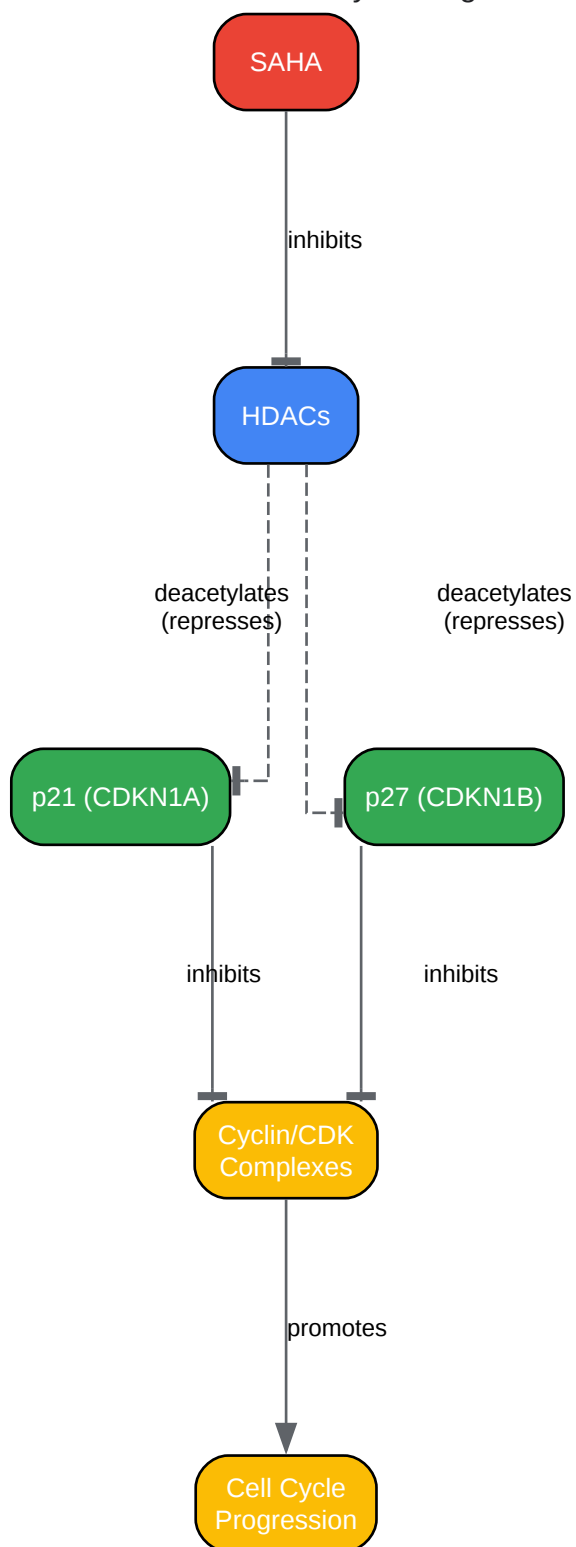 SAHA
inhibits
HDACs
deacetylates
(represses)
deacetylates
(represses)
p21 (CDKN1A)
p27 (CDKN1B)
inhibits
inhibits
Cyclin/CDK
Complexes
promotes
Cell Cycle
Progression